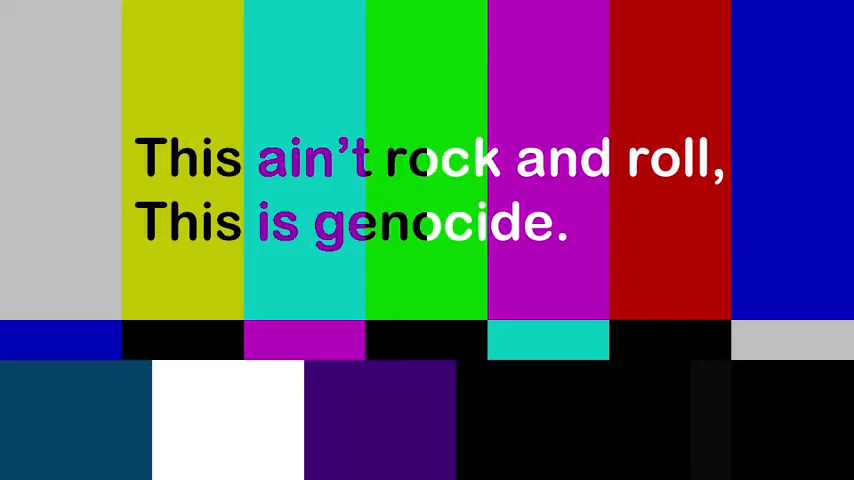 This ain’t rock and roll,
This is genocide.